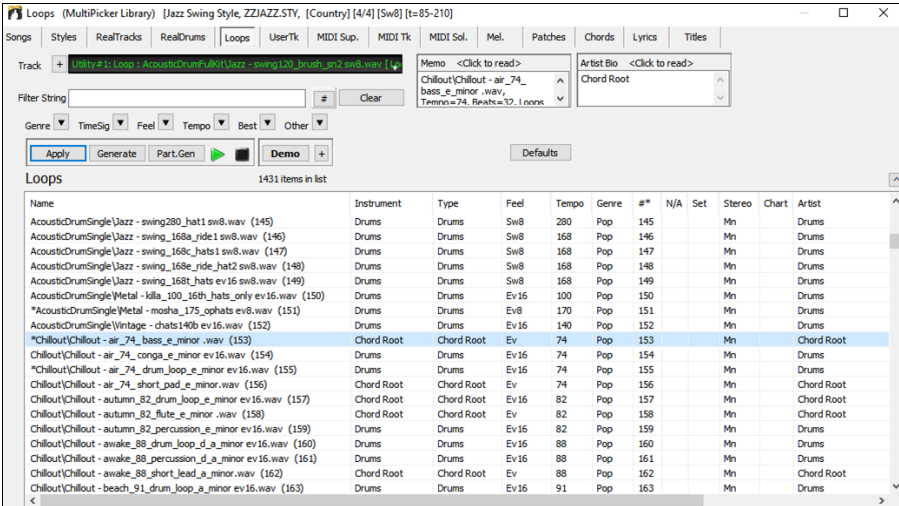 Loops (MultiPicker Library) [Jazz Swing Style, ZZJAZZ.STY, [Country] [4/4] [Sw8] [t=85-210]
Songs Styles RealTracks RealDrums Loops UserTk MIDI Sup. MIDI Tk MIDI Sol. Mel. Patches Chords Lyrics Titles
Track + Utility#1: Loop : AcousticDrumFullKit\Jazz - swing120_brush_sn2 sw8.wav [Lo
Memo <Click to read> Artist Bio <Click to read>
Chillout\Chillout - air_74_ Chord Root
bass_e_minor .wav,
Tempo=74, Beats=32, Loops
Filter String # Clear
Genre TimeSig Feel Tempo Best Other
Apply Generate Part.Gen Demo + Defaults
Loops 1431 items in list
Name Instrument Type Feel Tempo Genre #* N/A Set Stereo Chart Artist
AcousticDrumSingle\Jazz - swing280_hat1 sw8.wav (145) Drums Drums Sw8 280 Pop 145 Mn Drums
AcousticDrumSingle\Jazz - swing_168a_ride1 sw8.wav (146) Drums Drums Sw8 168 Pop 146 Mn Drums
AcousticDrumSingle\Jazz - swing_168c_hats1 sw8.wav (147) Drums Drums Sw8 168 Pop 147 Mn Drums
AcousticDrumSingle\Jazz - swing_168e_ride_hat2 sw8.wav (148) Drums Drums Sw8 168 Pop 148 Mn Drums
AcousticDrumSingle\Jazz - swing_168t_hats ev16 sw8.wav (149) Drums Drums Sw8 168 Pop 149 Mn Drums
AcousticDrumSingle\Metal - killa_100_16th_hats_only ev16.wav (150) Drums Drums Ev16 100 Pop 150 Mn Drums
*AcousticDrumSingle\Metal - mosha_175_ophats ev8.wav (151) Drums Drums Ev8 170 Pop 151 Mn Drums
AcousticDrumSingle\Vintage - chats140b ev16.wav (152) Drums Drums Ev16 140 Pop 152 Mn Drums
*Chillout\Chillout - air_74_ bass_e_minor .wav (153) Chord Root Chord Root Ev 74 Pop 153 Mn Chord Root
Chillout\Chillout - air_74_ conga_e_minor ev16.wav (154) Drums Drums Ev16 74 Pop 154 Mn Drums
*Chillout\Chillout - air_74_ drum_loop_e_minor ev16.wav (155) Drums Drums Ev16 74 Pop 155 Mn Drums
Chillout\Chillout - air_74_ short_pad_e_minor.wav (156) Chord Root Chord Root Ev 74 Pop 156 Mn Chord Root
Chillout\Chillout - autumn_82_drum_loop_e_minor ev16.wav (157) Drums Drums Ev16 82 Pop 157 Mn Drums
Chillout\Chillout - autumn_82_flute_e_minor .wav (158) Chord Root Chord Root Ev 82 Pop 158 Mn Chord Root
Chillout\Chillout - autumn_82_percussion_e_minor ev16.wav (159) Drums Drums Ev16 82 Pop 159 Mn Drums
Chillout\Chillout - awake_88_drum_loop_d_a_minor ev16.wav (160) Drums Drums Ev16 88 Pop 160 Mn Drums
Chillout\Chillout - awake_88_percussion_d_a_minor ev16.wav (161) Drums Drums Ev16 88 Pop 161 Mn Drums
Chillout\Chillout - awake_88_short_lead_a_minor.wav (162) Chord Root Chord Root Ev 88 Pop 162 Mn Chord Root
Chillout\Chillout - beach_91_drum_loop_a_minor ev16.wav (163) Drums Drums Ev16 91 Pop 163 Mn Drums